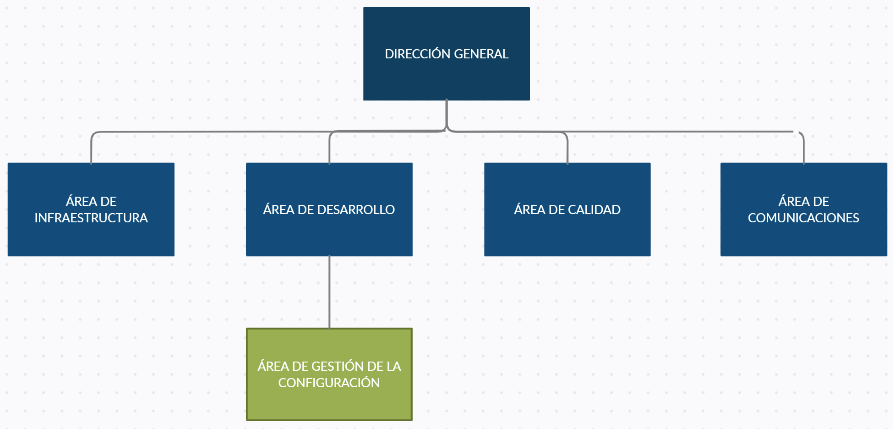 DIRECCIÓN GENERAL
ÁREA DE
INFRAESTRUCTURA
ÁREA DE DESARROLLO
ÁREA DE CALIDAD
ÁREA DE
COMUNICACIONES
ÁREA DE GESTIÓN DE LA
CONFIGURACIÓN